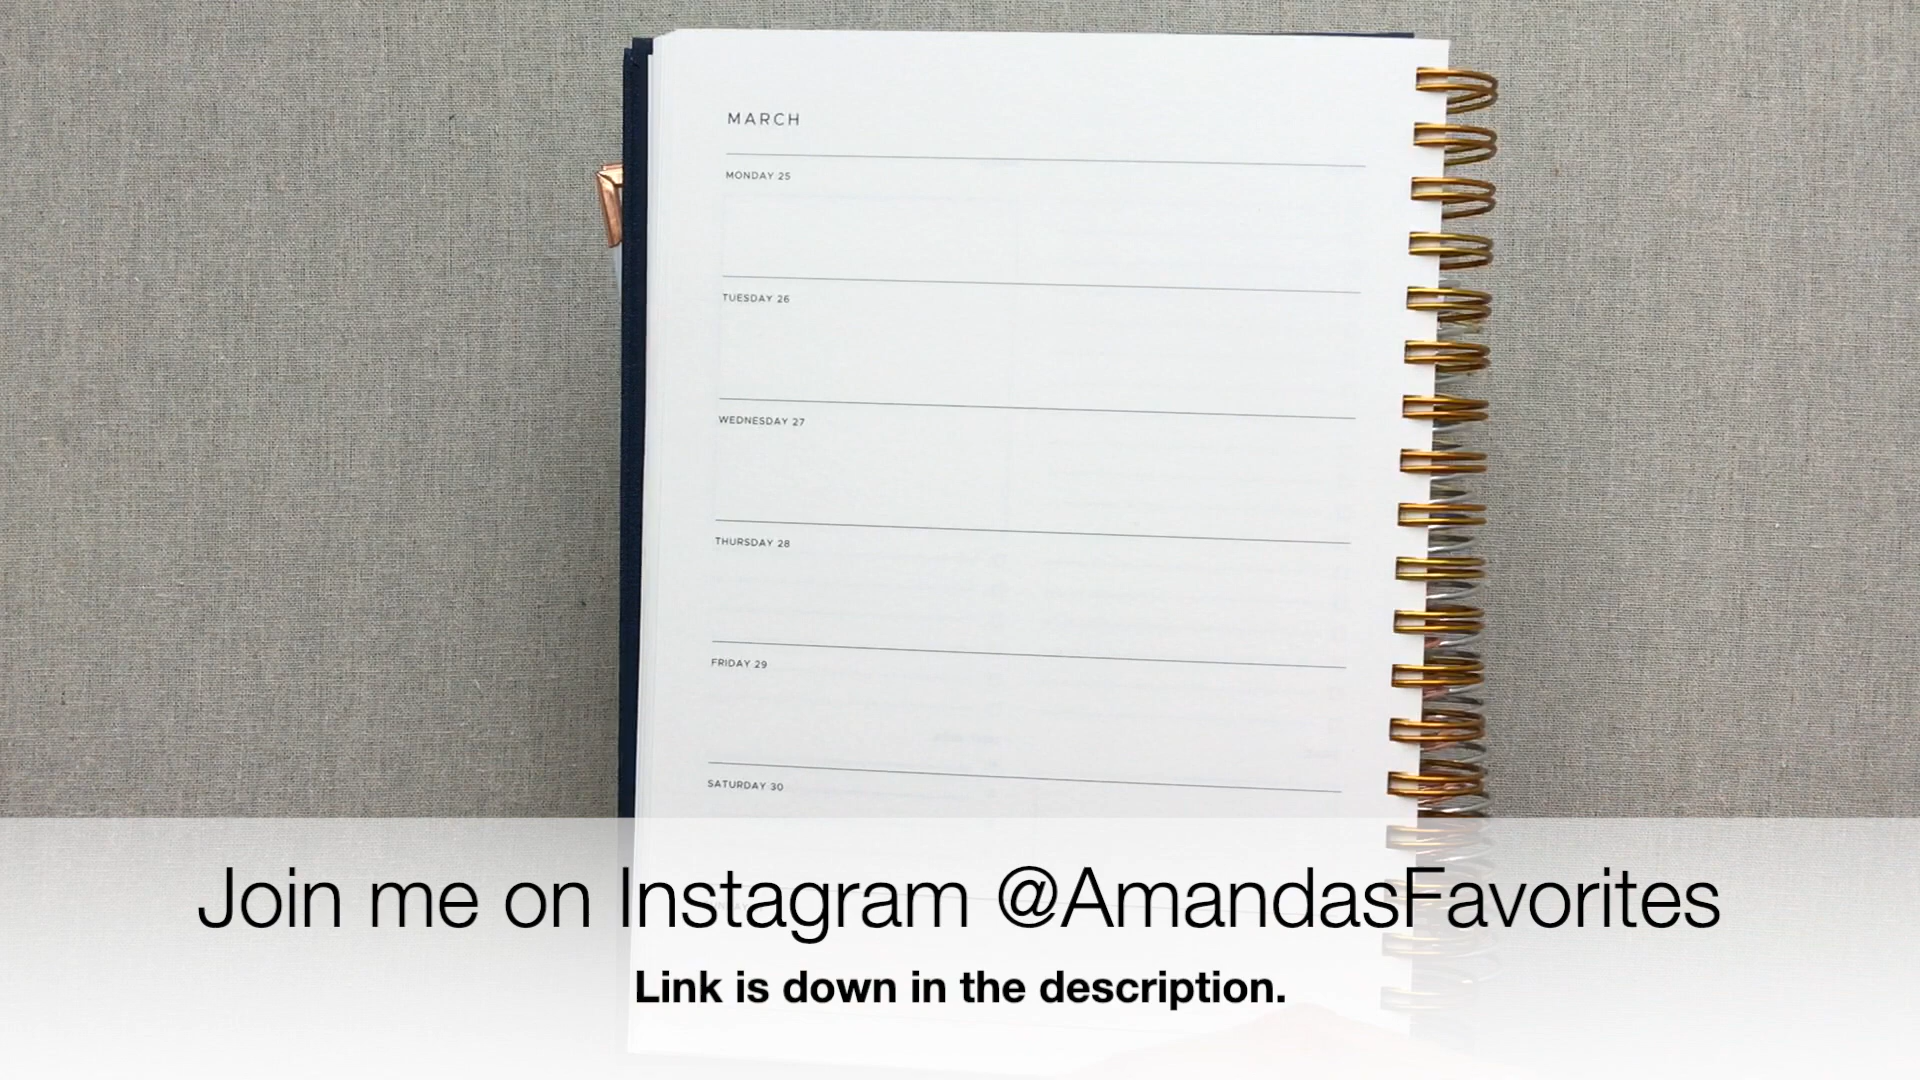 MARCH
MONDAY 25
TUESDAY 26
WEDNESDAY 27
THURSDAY 28
FRIDAY 29
SATURDAY 30
Join me on Instagram @AmandasFavorites
Link is down in the description.